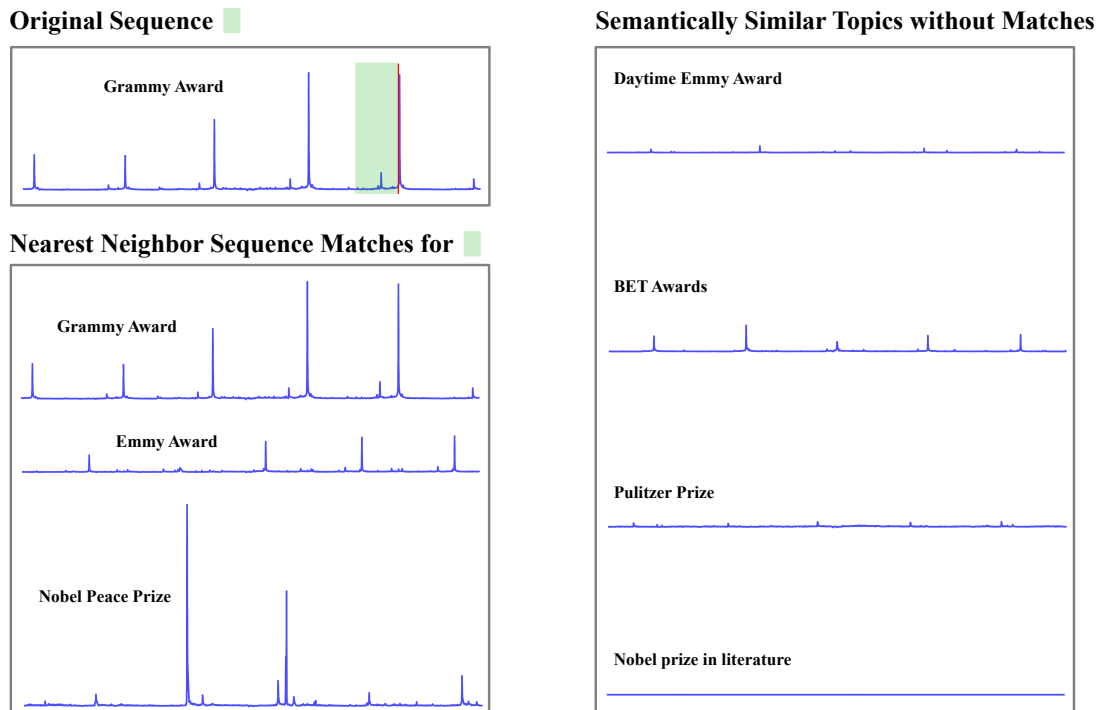 Original Sequence
Grammy Award
Nearest Neighbor Sequence Matches for
Grammy Award
Emmy Award
Nobel Peace Prize
Semantically Similar Topics without Matches
Daytime Emmy Award
BET Awards
Pulitzer Prize
Nobel prize in literature